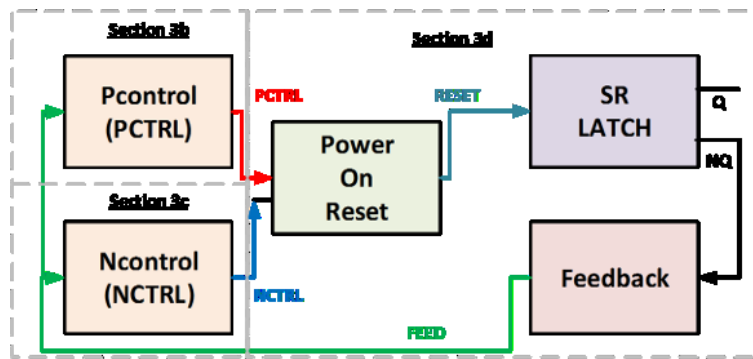 Section 3b
Section 3d
Pcontrol
(PCTRL)
PCTRL
RESET
SR
LATCH
Q
NQ
Power
On
Reset
Section 3c
Ncontrol
(NCTRL)
NCTRL
Feedback
FEED